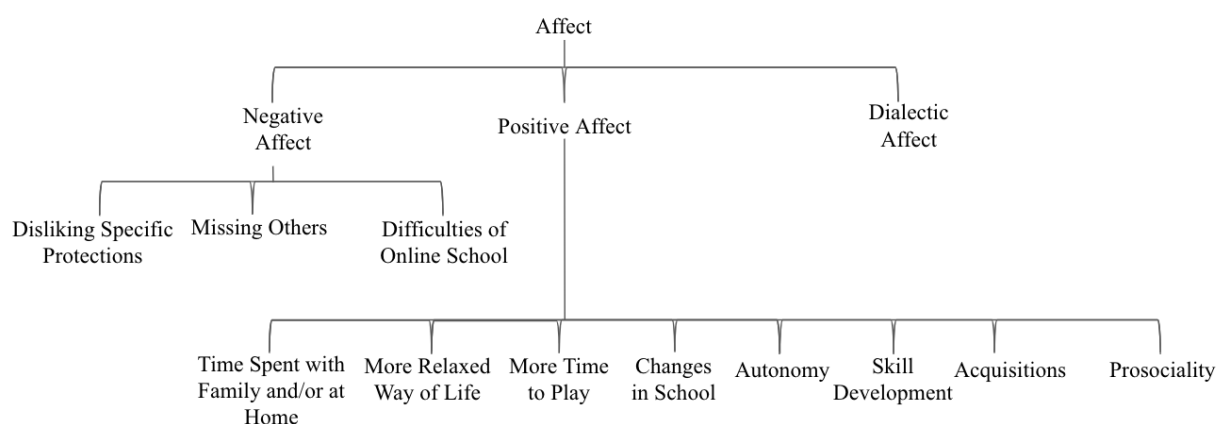 Affect
Negative
Affect
Positive Affect
Dialectic
Affect
Disliking Specific
Protections
Missing Others
Difficulties of
Online School
Time Spent with
Family and/or at
Home
More Relaxed
Way of Life
More Time
to Play
Changes
in School
Autonomy
Skill
Development
Acquisitions
Prosociality